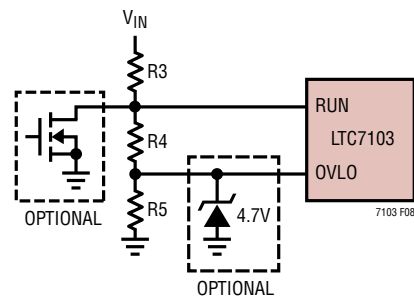 VIN
R3
RUN
R4
LTC7103
OVLO
R5
4.7V
7103 F08
OPTIONAL
OPTIONAL